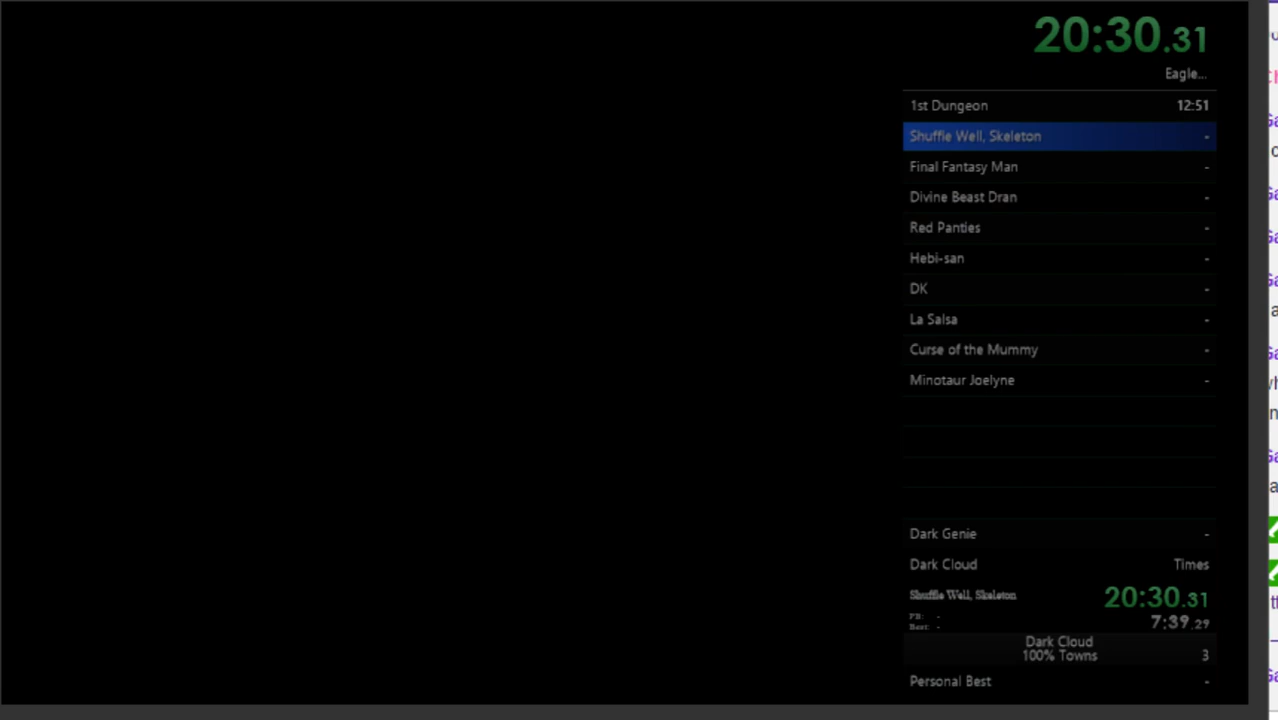 20:30.31
Eagle...
1st Dungeon 12:51
Shuffle Well, Skeleton -
Final Fantasy Man -
Divine Beast Dran -
Red Panties -
Hebi-san -
DK -
La Salsa -
Curse of the Mummy -
Minotaur Joelyne -
Dark Genie -
Dark Cloud Times
Shuffle Well, Skeleton 20:30.31
PB: -
Best: - 7:39.29
Dark Cloud
100% Towns 3
Personal Best -